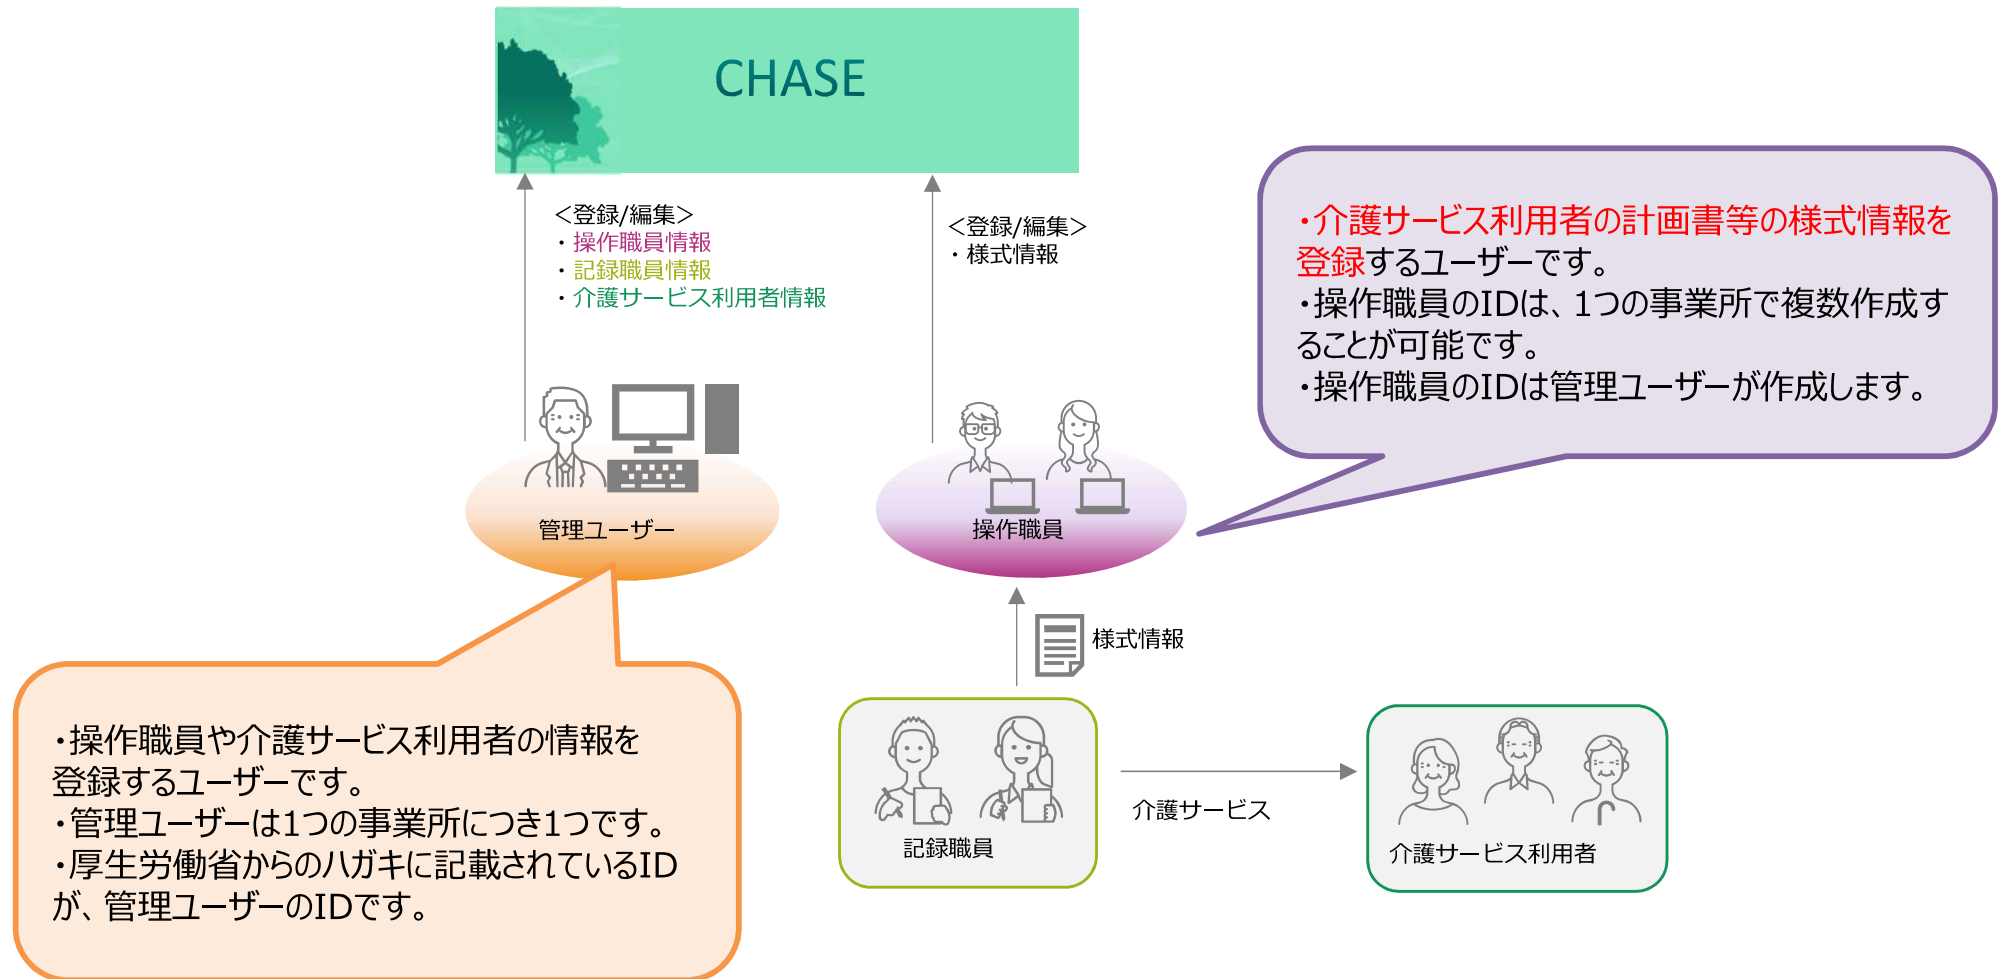 CHASE
＜登録/編集＞
・操作職員情報
・記録職員情報
・介護サービス利用者情報
＜登録/編集＞
・様式情報
・介護サービス利用者の計画書等の様式情報を
登録するユーザーです。
・操作職員のIDは、1つの事業所で複数作成す
ることが可能です。
・操作職員のIDは管理ユーザーが作成します。
管理ユーザー
操作職員
様式情報
・操作職員や介護サービス利用者の情報を
登録するユーザーです。
・管理ユーザーは1つの事業所につき1つです。
・厚生労働省からのハガキに記載されているID
が、管理ユーザーのIDです。
記録職員
介護サービス
介護サービス利用者